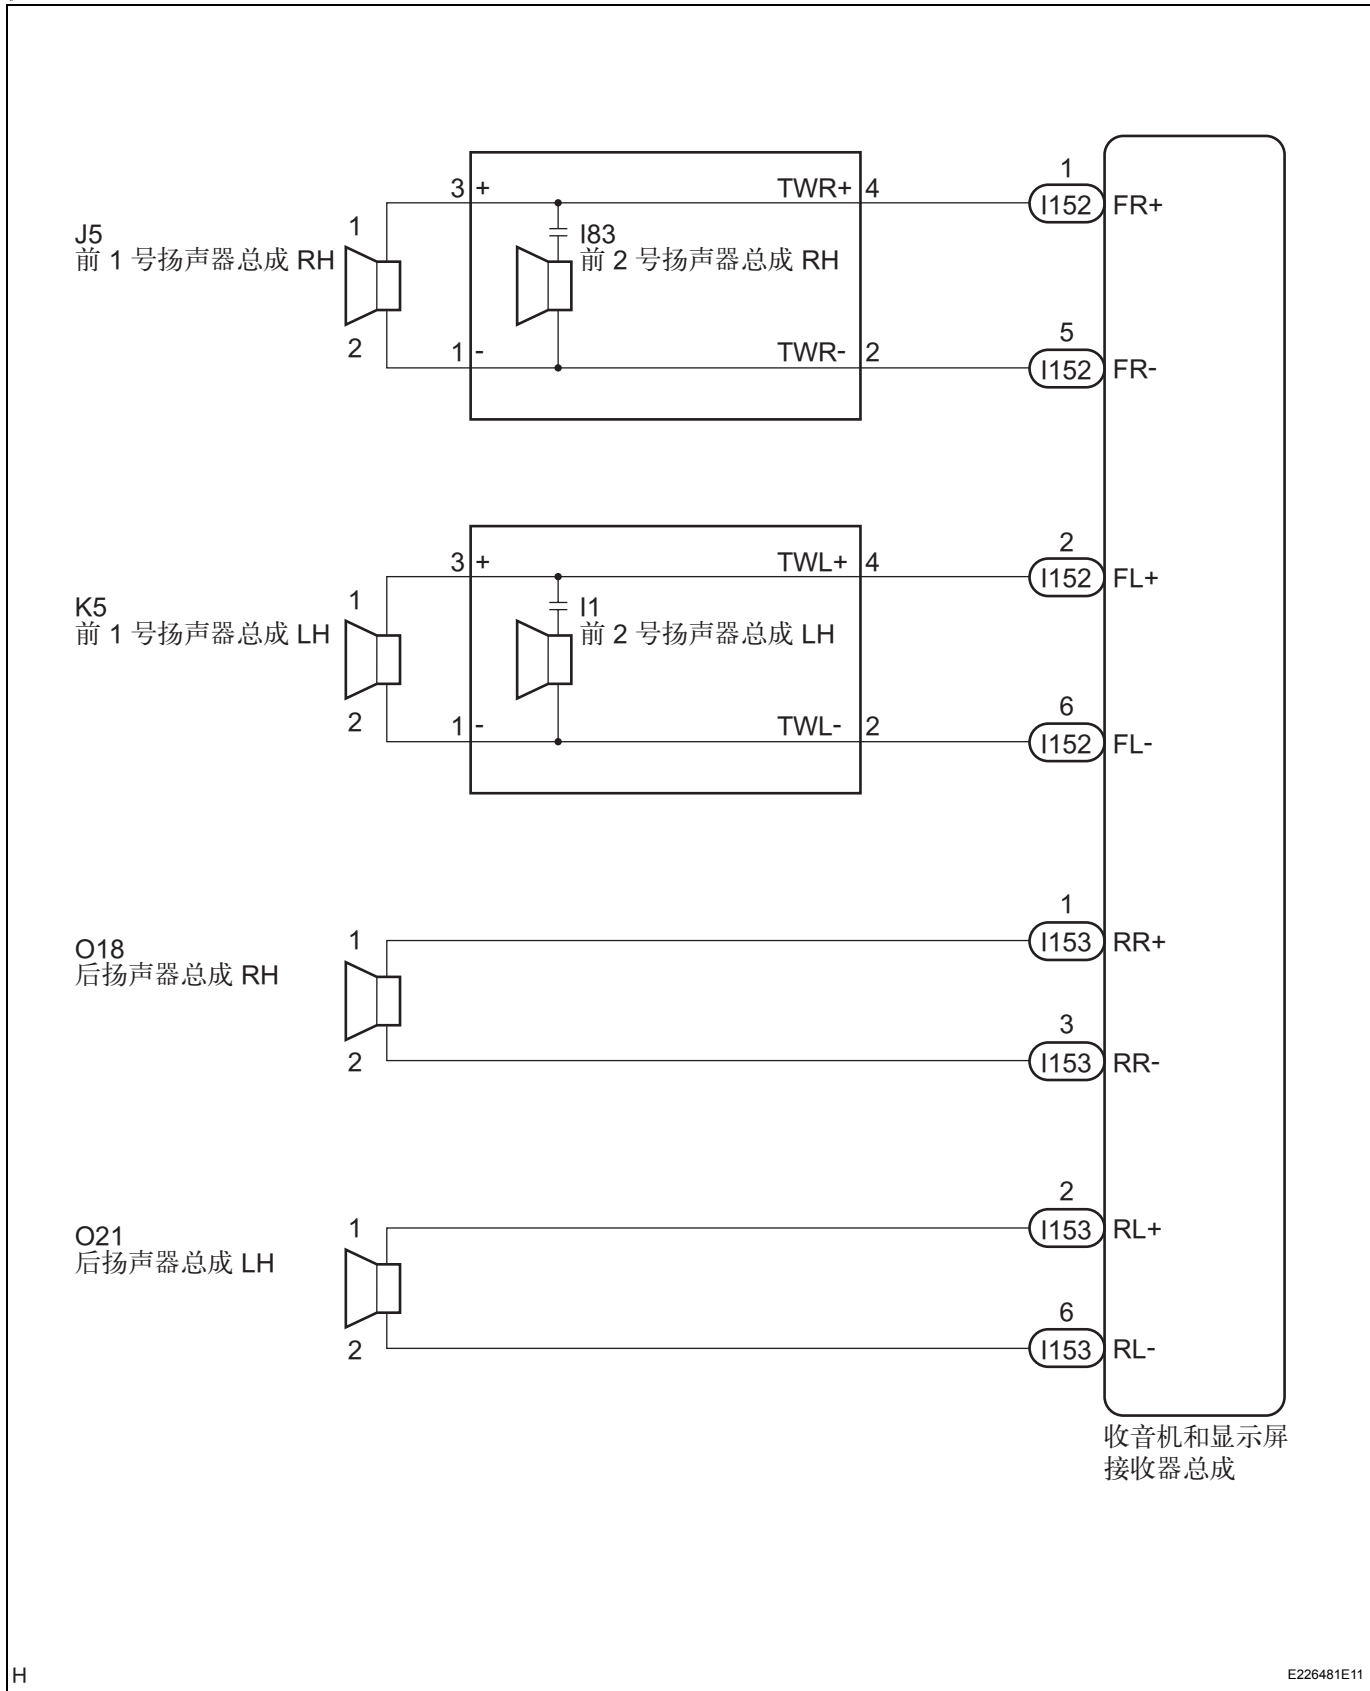 3 + TWR+ 4
1
I152 FR+
J5
前 1 号扬声器总成 RH
1
2
I83
前 2 号扬声器总成 RH
1 - TWR- 2
5
I152 FR-
3 + TWL+ 4
2
I152 FL+
K5
前 1 号扬声器总成 LH
1
2
I1
前 2 号扬声器总成 LH
1 - TWL- 2
6
I152 FL-
O18
后扬声器总成 RH
1
2
1
I153 RR+
3
I153 RR-
O21
后扬声器总成 LH
1
2
2
I153 RL+
6
I153 RL-
收音机和显示屏
接收器总成
H
E226481E11